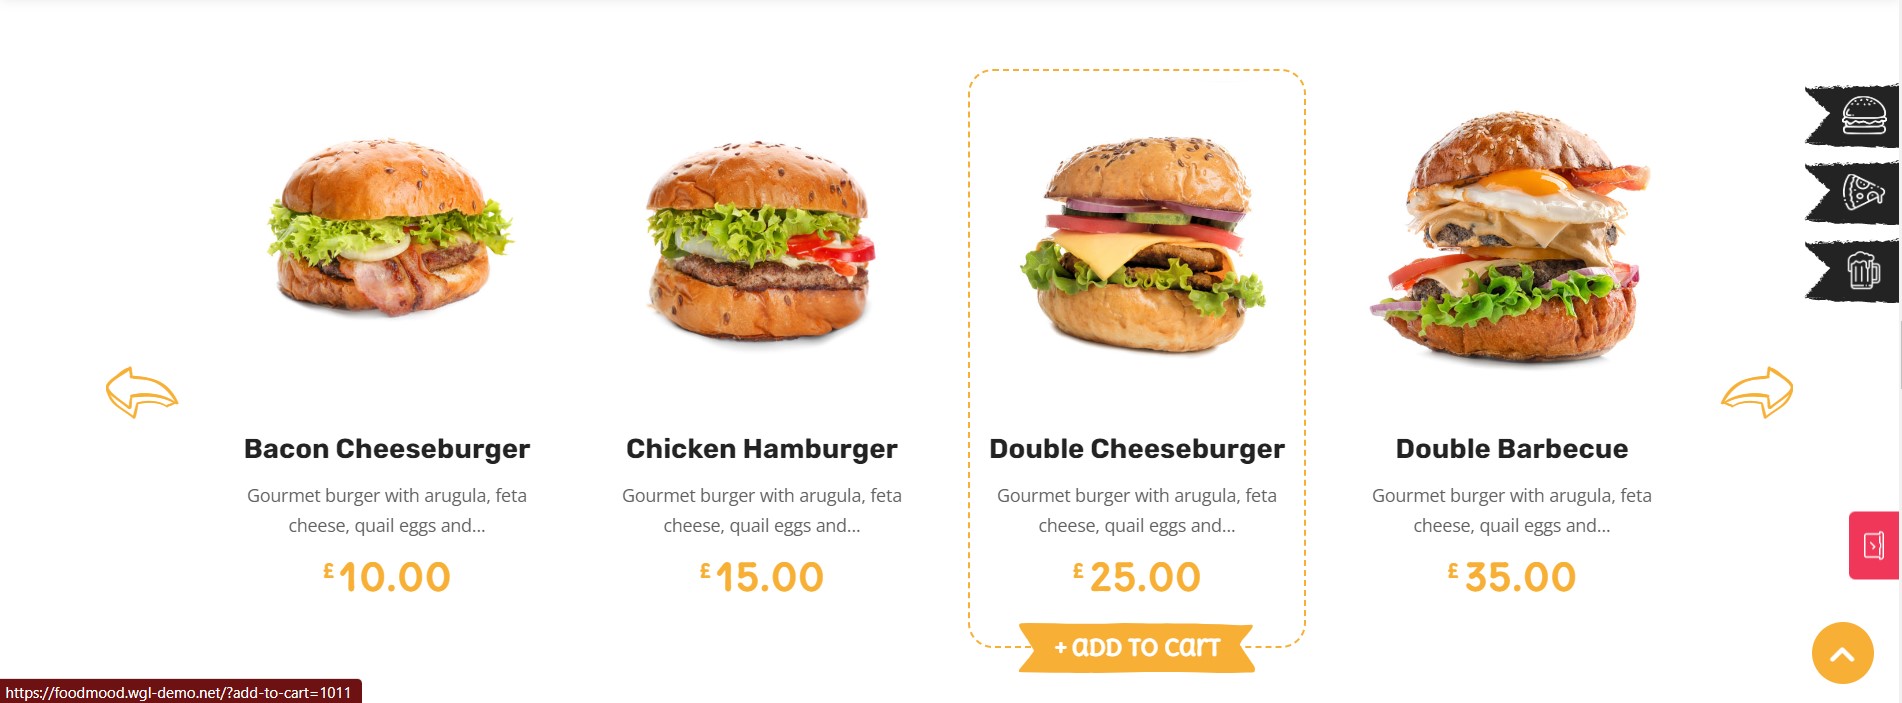 Bacon Cheeseburger
Gourmet burger with arugula, feta
cheese, quail eggs and...
£10.00
Chicken Hamburger
Gourmet burger with arugula, feta
cheese, quail eggs and...
£15.00
Double Cheeseburger
Gourmet burger with arugula, feta
cheese, quail eggs and...
£25.00
+ ADD TO CART
Double Barbecue
Gourmet burger with arugula, feta
cheese, quail eggs and...
£35.00
https://foodmood.wgl-demo.net/?add-to-cart=1011